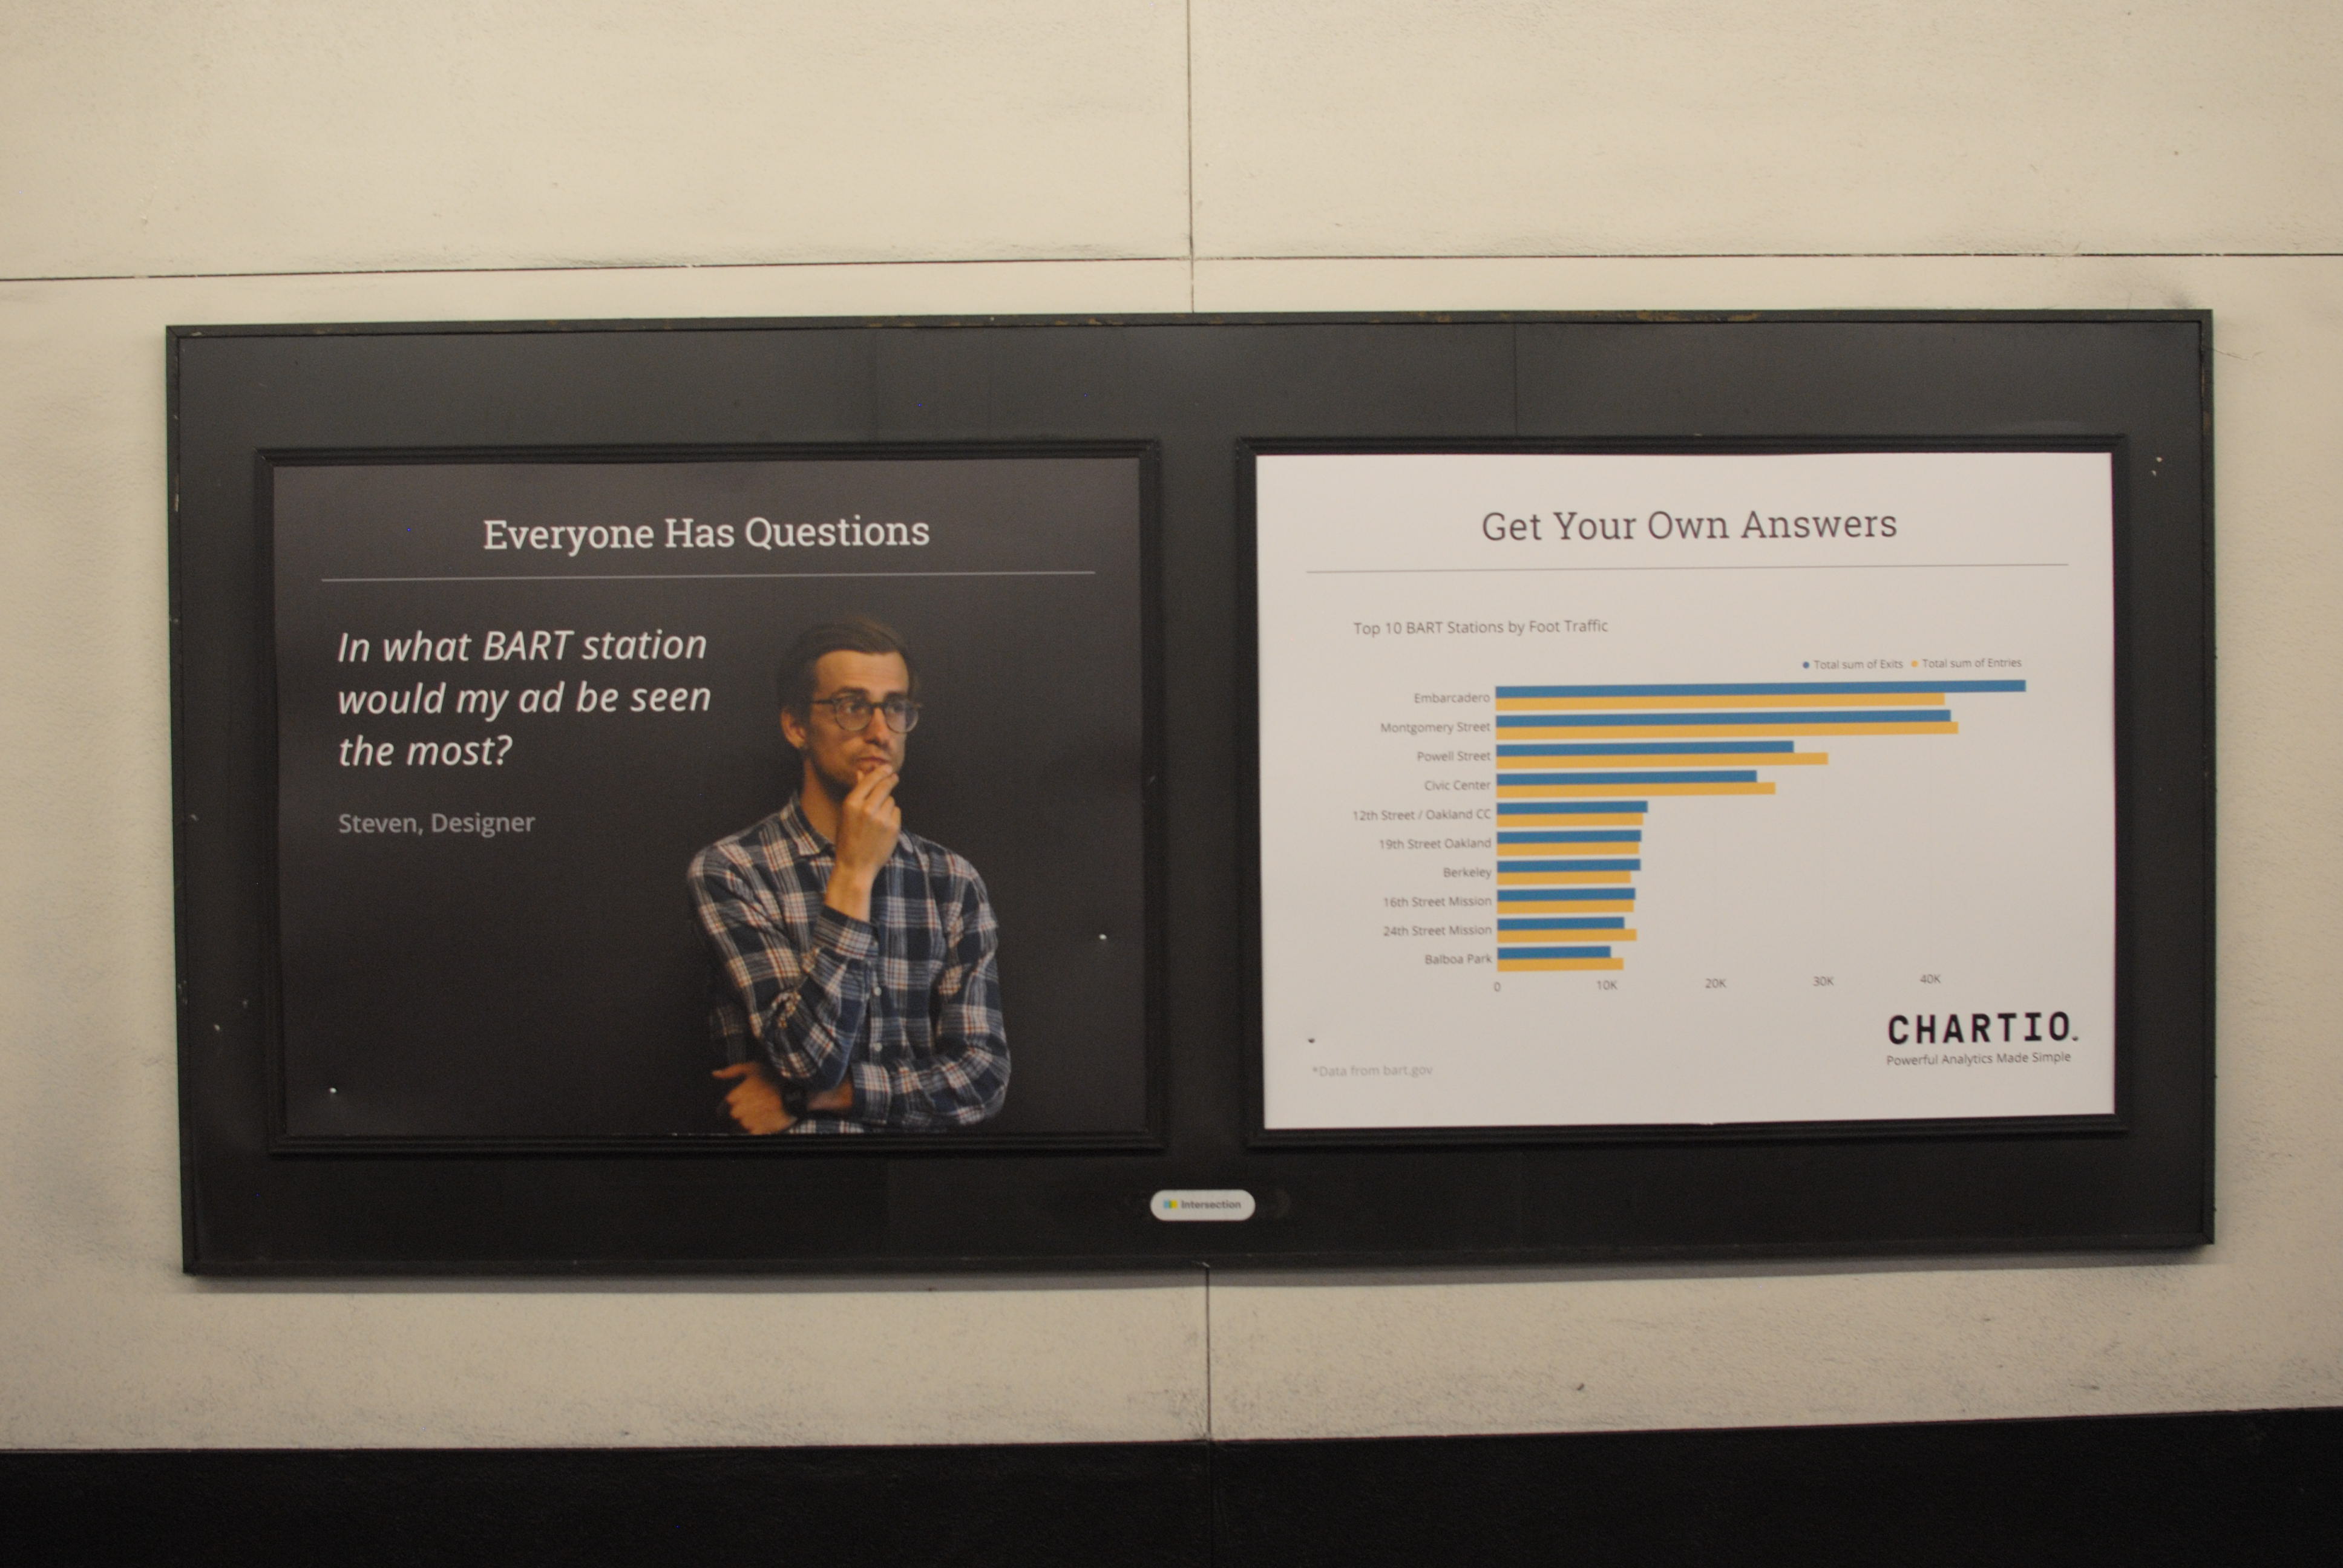 Everyone Has Questions
In what BART station
would my ad be seen
the most?
Steven, Designer
Get Your Own Answers
Top 10 BART Stations by Foot Traffic
Total sum of Exits Total sum of Entries
Embarcadero
Montgomery Street
Powell Street
Civic Center
12th Street / Oakland CC
19th Street Oakland
Berkeley
16th Street Mission
24th Street Mission
Balboa Park
0 10K 20K 30K 40K
CHARTIO.
Powerful Analytics Made Simple
*Data from bart.gov
Intersection